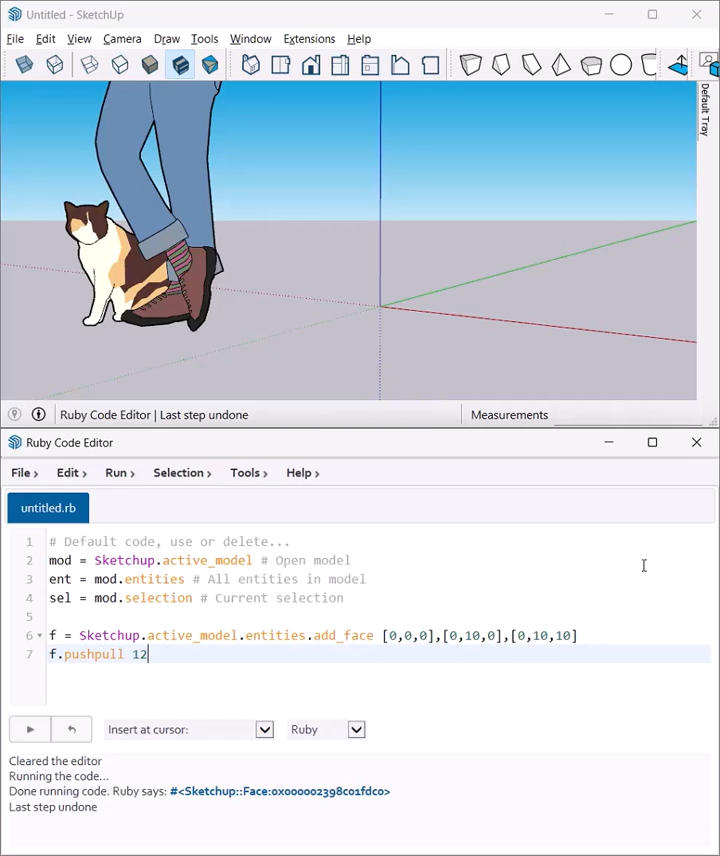 Untitled - SketchUp
File Edit View Camera Draw Tools Window Extensions Help
Default Tray
Ruby Code Editor | Last step undone
Measurements
Ruby Code Editor
File › Edit › Run › Selection › Tools › Help ›
untitled.rb
1 # Default code, use or delete...
2 mod = Sketchup.active_model # Open model
3 ent = mod.entities # All entities in model
4 sel = mod.selection # Current selection
5
6 f = Sketchup.active_model.entities.add_face [0,0,0],[0,10,0],[0,10,10]
7 f.pushpull 12
Insert at cursor: Ruby
Cleared the editor
Running the code...
Done running code. Ruby says: #<Sketchup::Face:0x000002398c01fdc0>
Last step undone